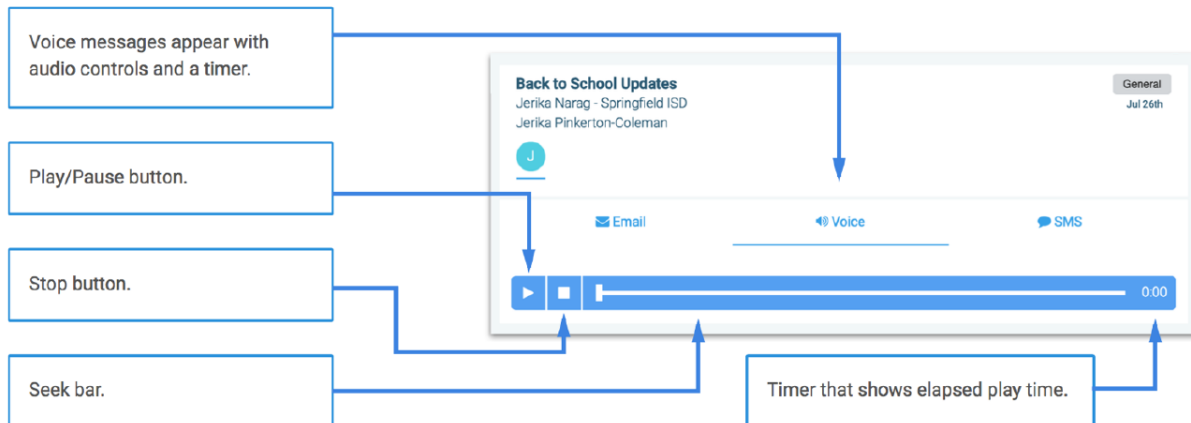 Voice messages appear with
audio controls and a timer.
Play/Pause button.
Stop button.
Seek bar.
Back to School Updates
Jerika Narag - Springfield ISD
Jerika Pinkerton-Coleman
General
Jul 26th
J
Email
Voice
SMS
0:00
Timer that shows elapsed play time.